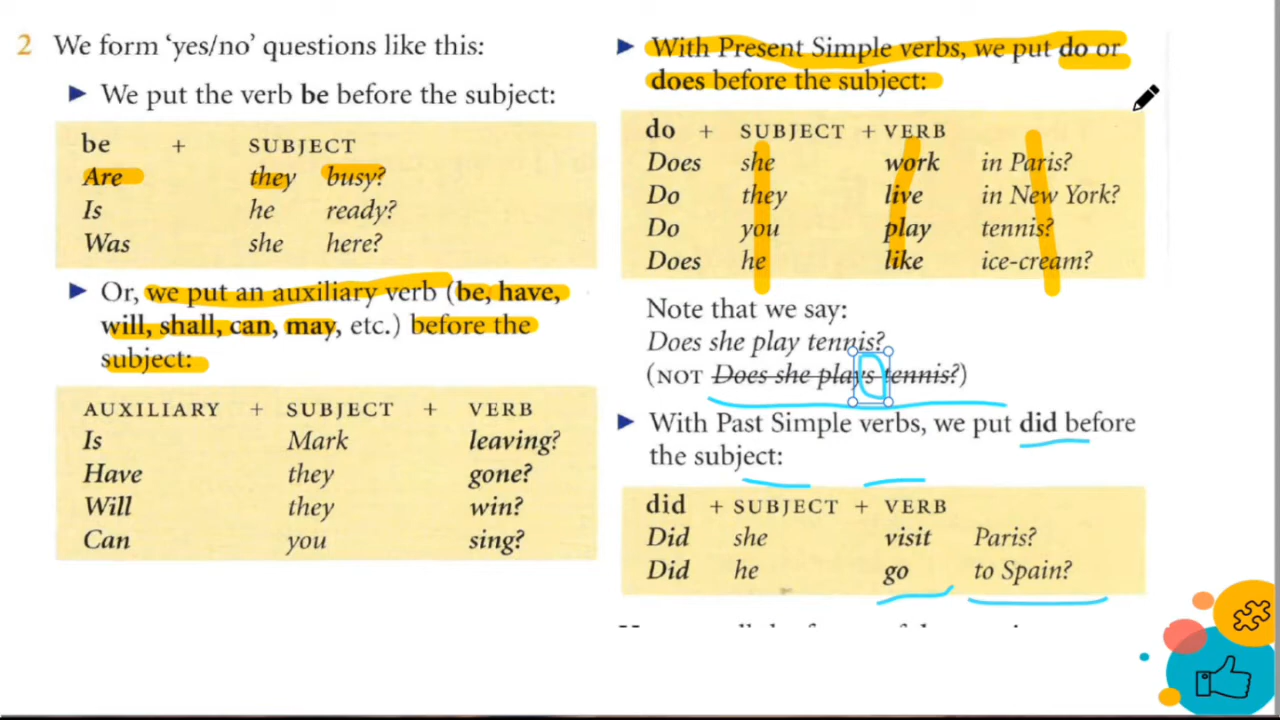 2 We form ‘yes/no’ questions like this:
► We put the verb be before the subject:
be + SUBJECT
Are they busy?
Is he ready?
Was she here?
► Or, we put an auxiliary verb (be, have,
will, shall, can, may, etc.) before the
subject:
AUXILIARY + SUBJECT + VERB
Is Mark leaving?
Have they gone?
Will they win?
Can you sing?
► With Present Simple verbs, we put do or
does before the subject:
do + SUBJECT + VERB
Does she work in Paris?
Do they live in New York?
Do you play tennis?
Does he like ice-cream?
Note that we say:
Does she play tennis?
(NOT Does she plays tennis?)
► With Past Simple verbs, we put did before
the subject:
did + SUBJECT + VERB
Did she visit Paris?
Did he go to Spain?